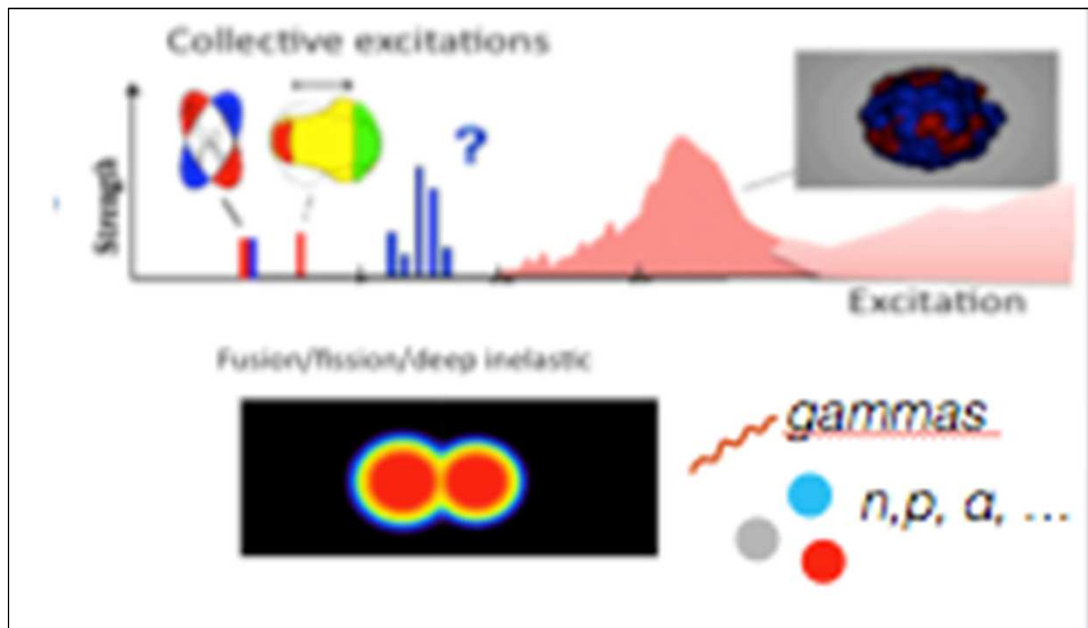 Collective excitations
?
Strength
Excitation
Fusion/fission/deep inelastic
gammas
n,p, α, ...